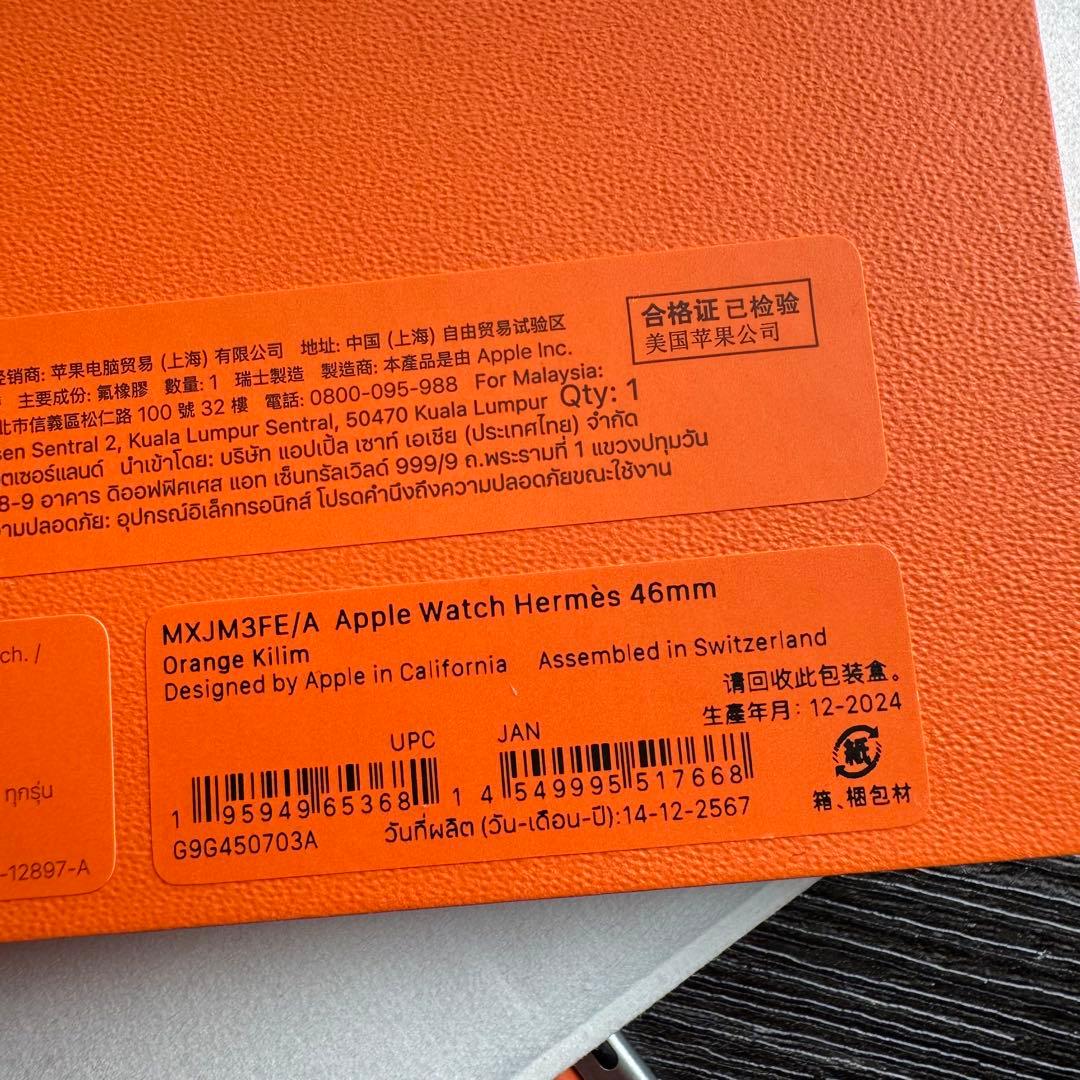 合格证 已检验
美国苹果公司
经销商: 苹果电脑贸易 (上海) 有限公司 地址: 中国 (上海) 自由贸易试验区
主要成份: 氟橡膠 數量: 1 瑞士製造 製造商: 本產品是由 Apple Inc.
北市信義區松仁路 100 號 32 樓 電話: 0800-095-988 For Malaysia:
sen Sentral 2, Kuala Lumpur Sentral, 50470 Kuala Lumpur Qty: 1
ตเซอร์แลนด์ นำเข้าโดย: บริษัท แอปเปิ้ล เซาท์ เอเชีย (ประเทศไทย) จำกัด
8-9 อาคาร ดิออฟฟิศเศส แอท เซ็นทรัลเวิลด์ 999/9 ถ.พระรามที่ 1 แขวงปทุมวัน
วามปลอดภัย: อุปกรณ์อิเล็กทรอนิกส์ โปรดคำนึงถึงความปลอดภัยขณะใช้งาน
ch. /
ทุกรุ่น
-12897-A
MXJM3FE/A Apple Watch Hermès 46mm
Orange Kilim
Designed by Apple in California Assembled in Switzerland
请回收此包装盒。
生產年月: 12-2024
UPC JAN
1 95949 65368 1 4 549995 517668
紙
箱、梱包材
G9G450703A วันที่ผลิต (วัน-เดือน-ปี):14-12-2567